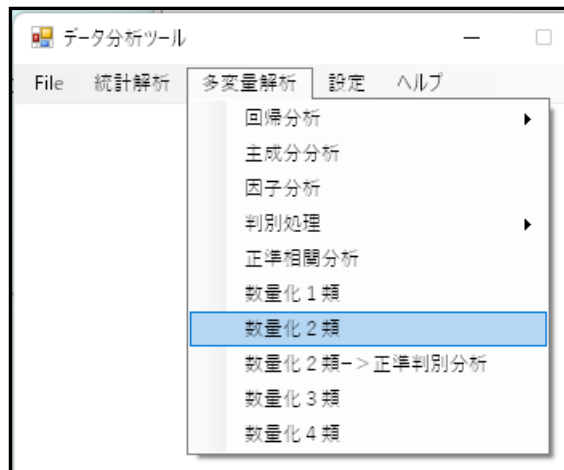 データ分析ツール
File 統計解析 多変量解析 設定 ヘルプ
回帰分析
主成分分析
因子分析
判別処理
正準相関分析
数量化１類
数量化２類
数量化２類->正準判別分析
数量化３類
数量化４類